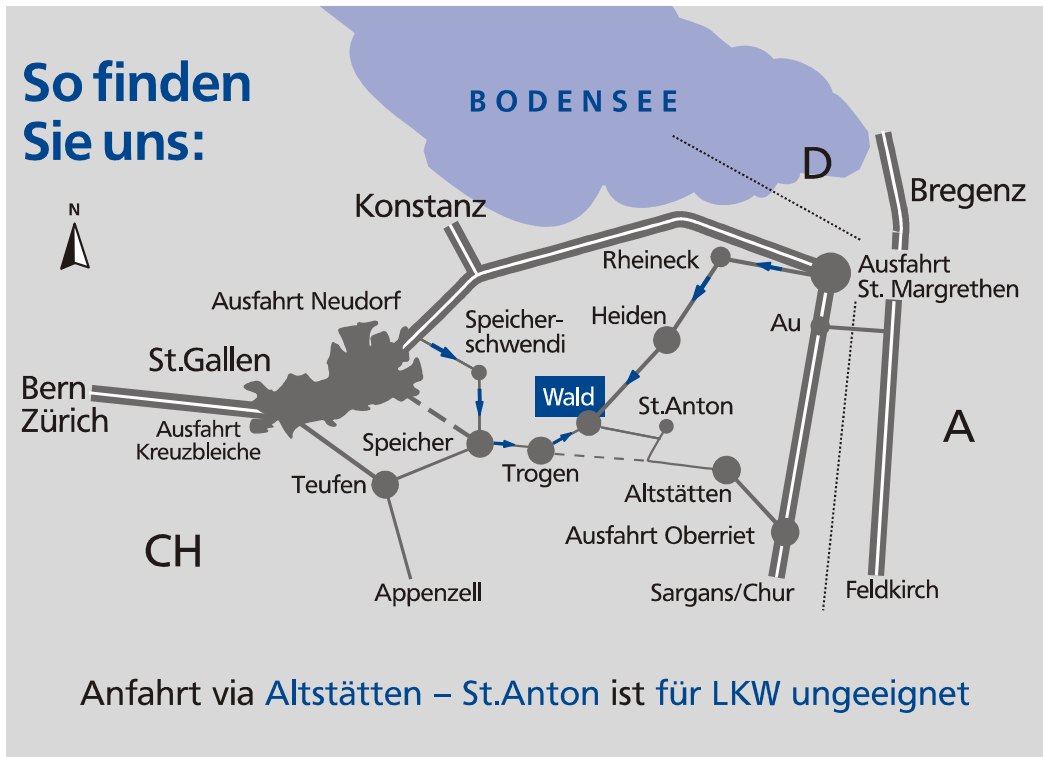 So finden
Sie uns:
BODENSEE
D
Bregenz
N
Konstanz
Rheineck
Ausfahrt
St. Margrethen
Ausfahrt Neudorf
Heiden
Au
Speicher-
schwendi
St.Gallen
Bern
Zürich
Wald
St.Anton
A
Ausfahrt
Kreuzbleiche
Speicher
Trogen
Teufen
Altstätten
Ausfahrt Oberriet
CH
Appenzell
Sargans/Chur
Feldkirch
Anfahrt via Altstätten – St.Anton ist für LKW ungeeignet